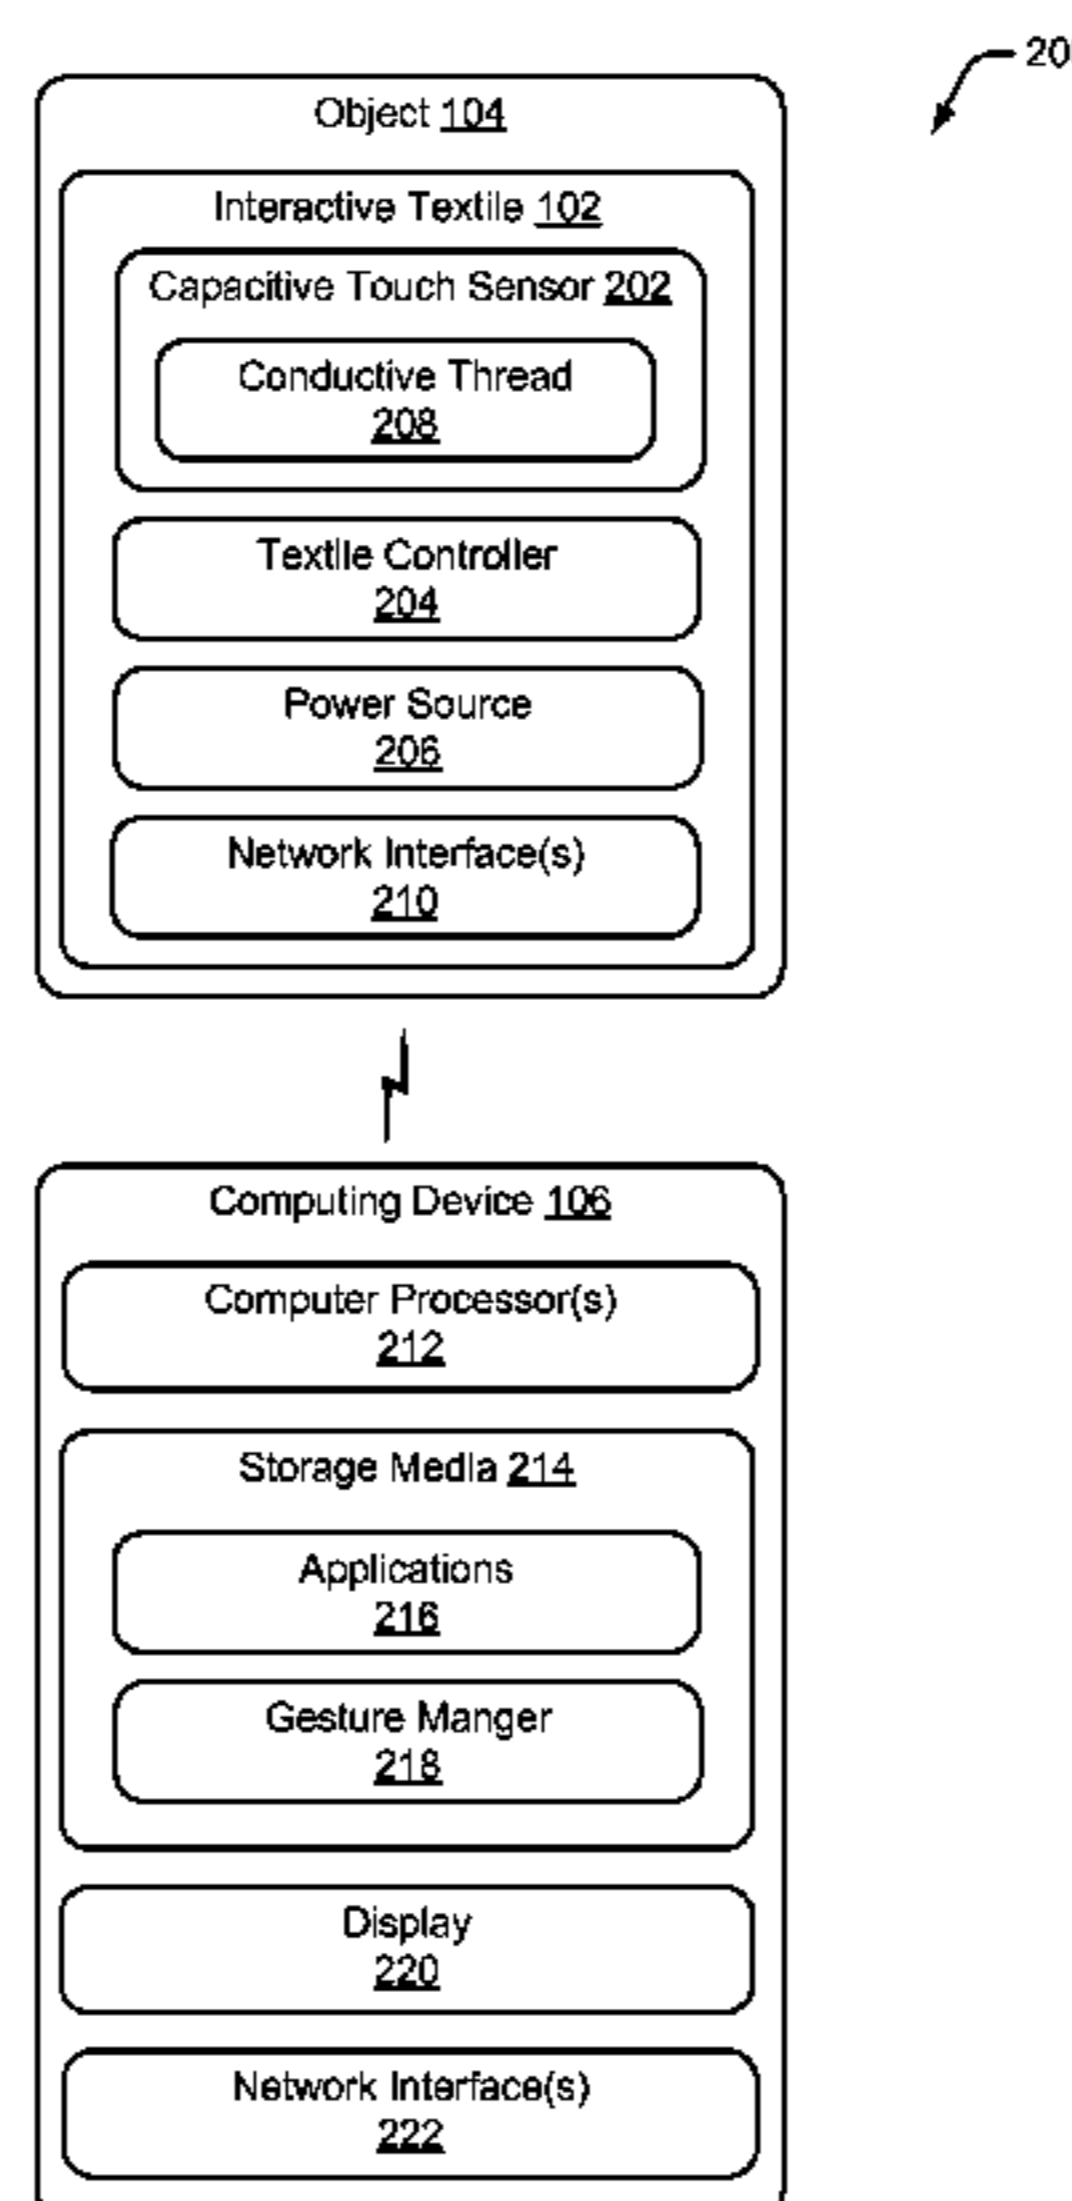 20
Object 104
Interactive Textile 102
Capacitive Touch Sensor 202
Conductive Thread
208
Textile Controller
204
Power Source
206
Network Interface(s)
210
Computing Device 106
Computer Processor(s)
212
Storage Media 214
Applications
216
Gesture Manger
218
Display
220
Network Interface(s)
222